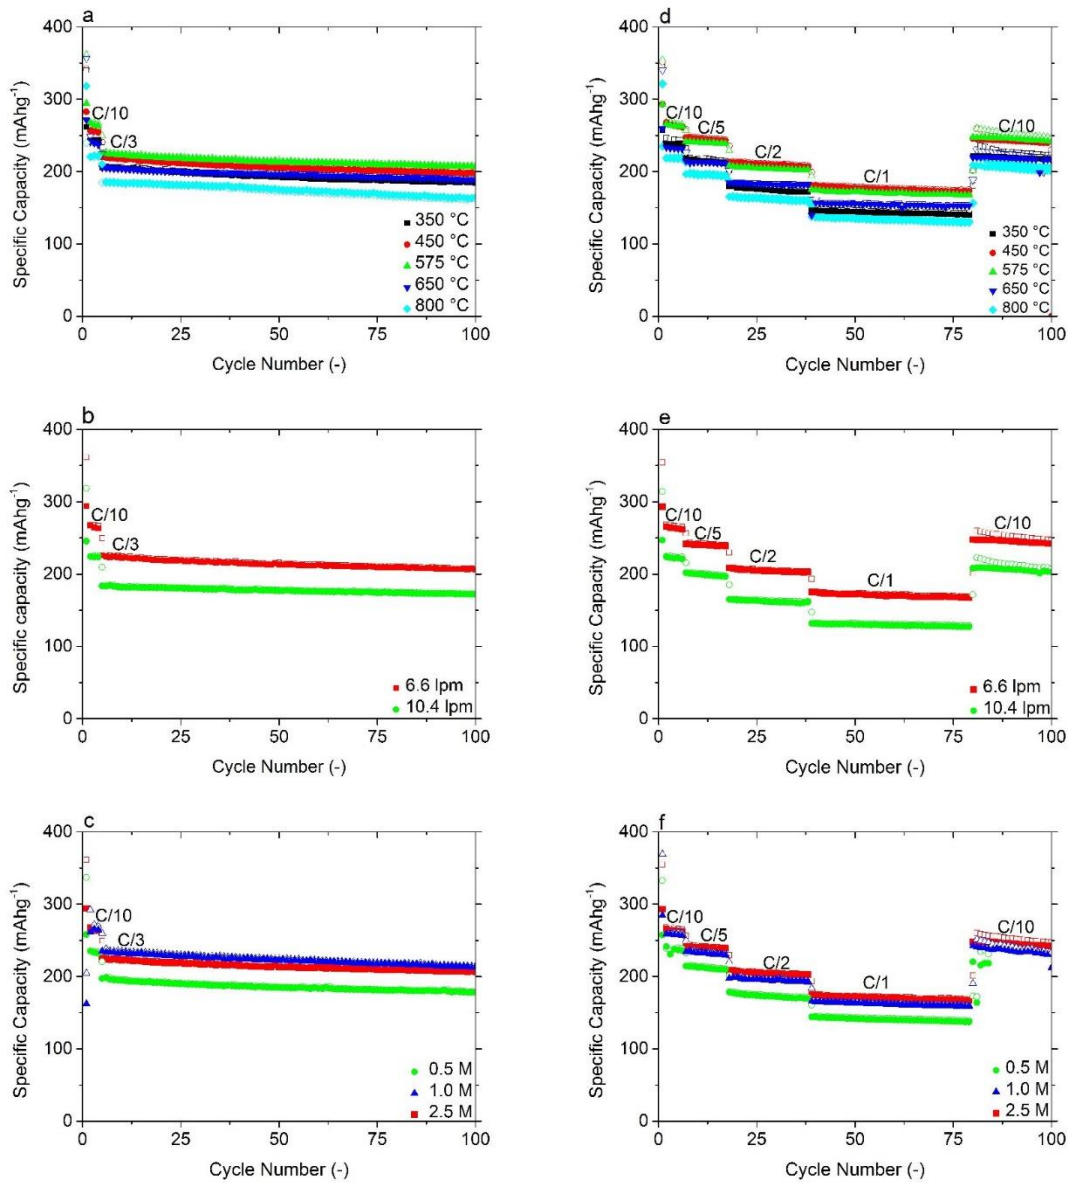 a
400
300
200
100
0
Specific Capacity (mAhg⁻¹)
C/10
C/3
350 °C
450 °C
575 °C
650 °C
800 °C
0 25 50 75 100
Cycle Number (-)
d
400
300
200
100
0
Specific Capacity (mAhg⁻¹)
C/10
C/5
C/2
C/1
C/10
350 °C
450 °C
575 °C
650 °C
800 °C
0 25 50 75 100
Cycle Number (-)
b
400
300
200
100
0
Specific capacity (mAhg⁻¹)
C/10
C/3
6.6 lpm
10.4 lpm
0 25 50 75 100
Cycle Number (-)
e
400
300
200
100
0
Specific Capacity (mAhg⁻¹)
C/10
C/5
C/2
C/1
C/10
6.6 lpm
10.4 lpm
0 25 50 75 100
Cycle Number (-)
c
400
300
200
100
0
Specific Capacity (mAhg⁻¹)
C/10
C/3
0.5 M
1.0 M
2.5 M
0 25 50 75 100
Cycle Number (-)
f
400
300
200
100
0
Specific Capacity (mAhg⁻¹)
C/10
C/5
C/2
C/1
C/10
0.5 M
1.0 M
2.5 M
0 25 50 75 100
Cycle Number (-)